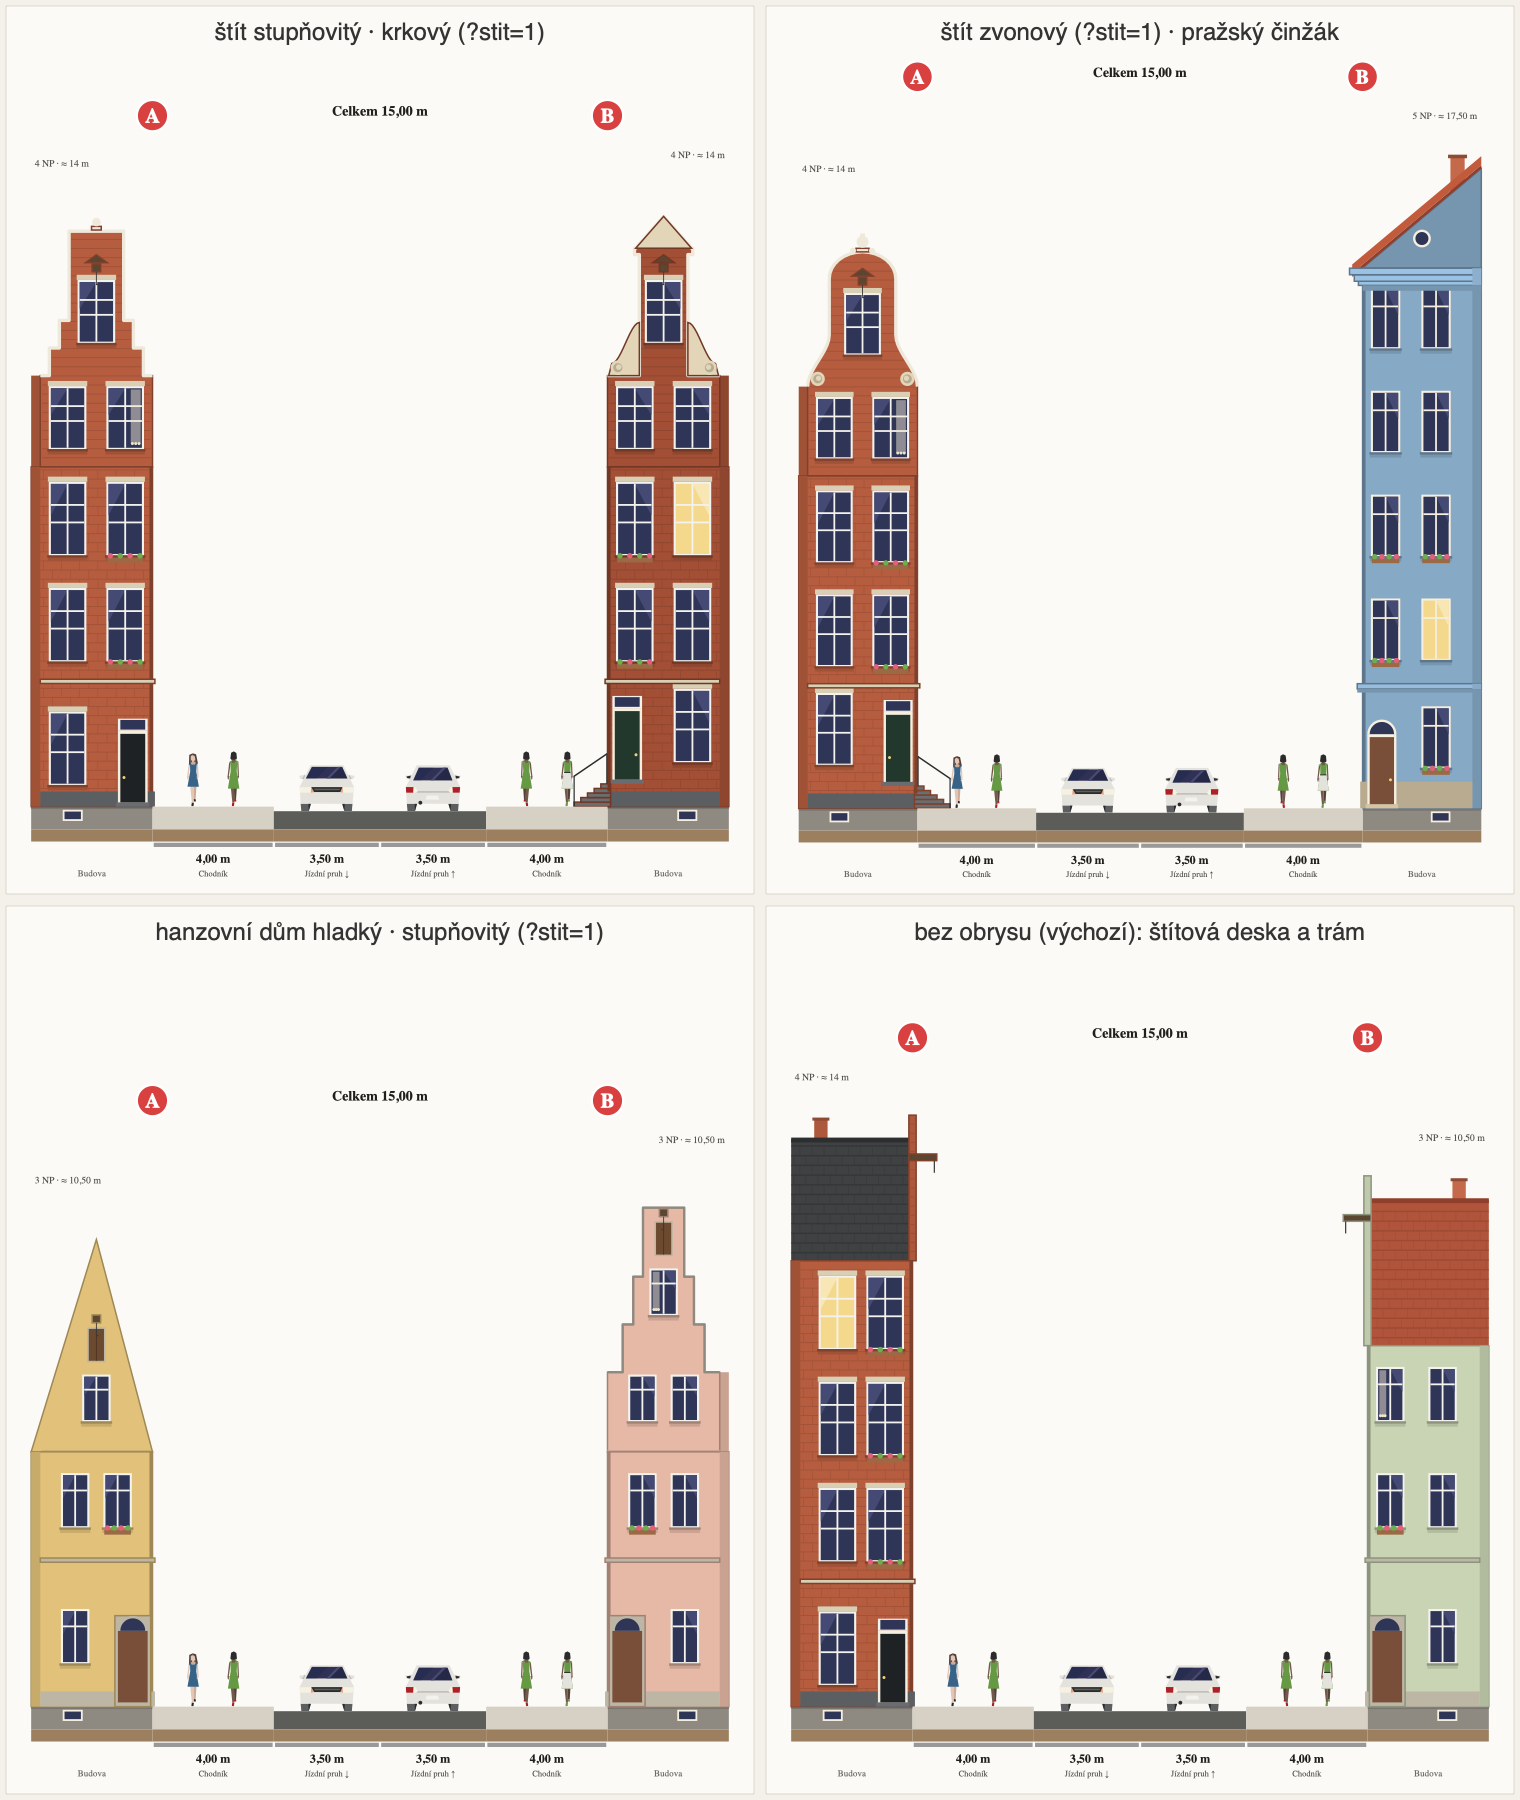 štít stupňovitý · krkový (?stit=1)
A
Celkem 15,00 m
B
4 NP · ≈ 14 m
4 NP · ≈ 14 m
4,00 m
3,50 m
3,50 m
4,00 m
Budova
Chodník
Jízdní pruh ↓
Jízdní pruh ↑
Chodník
Budova
štít zvonový (?stit=1) · pražský činžák
A
Celkem 15,00 m
B
5 NP · ≈ 17,50 m
4 NP · ≈ 14 m
4,00 m
3,50 m
3,50 m
4,00 m
Budova
Chodník
Jízdní pruh ↓
Jízdní pruh ↑
Chodník
Budova
hanzovní dům hladký · stupňovitý (?stit=1)
A
Celkem 15,00 m
B
3 NP · ≈ 10,50 m
3 NP · ≈ 10,50 m
4,00 m
3,50 m
3,50 m
4,00 m
Budova
Chodník
Jízdní pruh ↓
Jízdní pruh ↑
Chodník
Budova
bez obrysu (výchozí): štítová deska a trám
A
Celkem 15,00 m
B
4 NP · ≈ 14 m
3 NP · ≈ 10,50 m
4,00 m
3,50 m
3,50 m
4,00 m
Budova
Chodník
Jízdní pruh ↓
Jízdní pruh ↑
Chodník
Budova